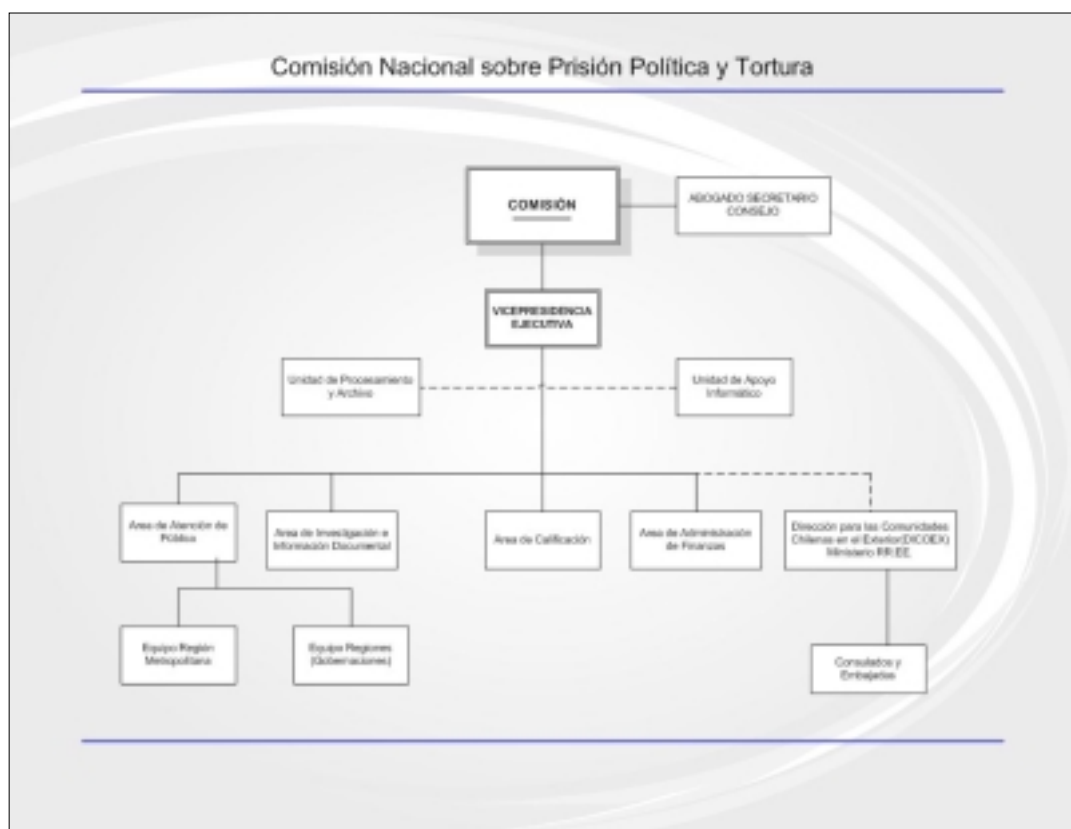 Comisión Nacional sobre Prisión Política y Tortura
COMISIÓN
ABOGADO SECRETARIO
CONSEJO
VICEPRESIDENCIA
EJECUTIVA
Unidad de Procesamiento
y Archivo
Unidad de Apoyo
Informático
Area de Atención de
Público
Area de Investigación e
Información Documental
Area de Calificación
Area de Administración
de Finanzas
Dirección para las Comunidades
Chilenas en el Exterior(DICOEX)
Ministerio RR.EE.
Equipo Región
Metropolitana
Equipo Regiones
(Gobernaciones)
Consulados y
Embajadas